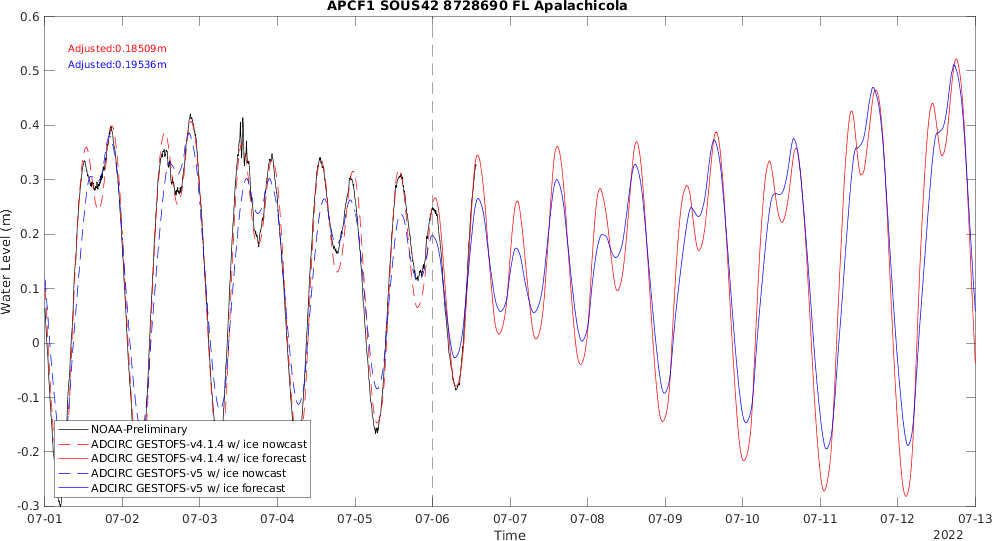 APCF1 SOUS42 8728690 FL Apalachicola
0.6
0.5
0.4
0.3
0.2
0.1
0
-0.1
-0.2
-0.3
Water Level (m)
Adjusted:0.18509m
Adjusted:0.19536m
NOAA-Preliminary
ADCIRC GESTOFS-v4.1.4 w/ ice nowcast
ADCIRC GESTOFS-v4.1.4 w/ ice forecast
ADCIRC GESTOFS-v5 w/ ice nowcast
ADCIRC GESTOFS-v5 w/ ice forecast
07-01 07-02 07-03 07-04 07-05 07-06 07-07 07-08 07-09 07-10 07-11 07-12 07-13
Time
2022